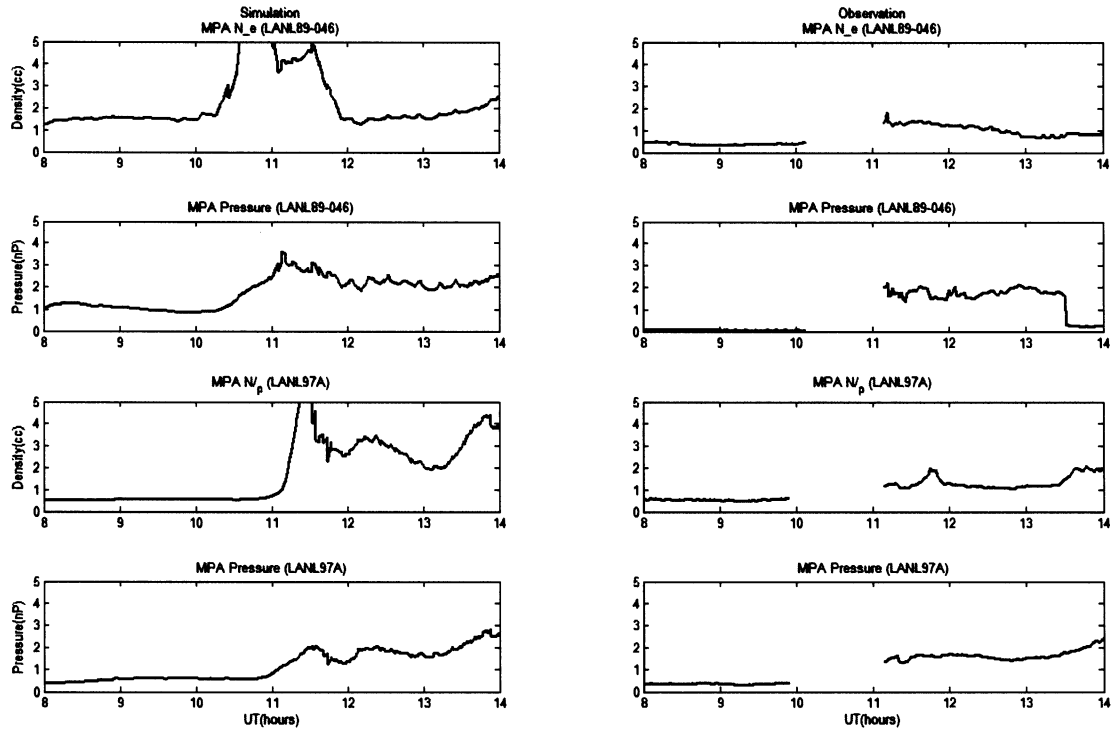 Simulation
MPA N_e (LANL89-046)
Density(cc)
5
4
3
2
1
0
8 9 10 11 12 13 14
MPA Pressure (LANL89-046)
Pressure(nP)
5
4
3
2
1
0
8 9 10 11 12 13 14
MPA N/p (LANL97A)
Density(cc)
5
4
3
2
1
0
8 9 10 11 12 13 14
MPA Pressure (LANL97A)
Pressure(nP)
5
4
3
2
1
0
8 9 10 11 12 13 14
UT(hours)
Observation
MPA N_e (LANL89-046)
5
4
3
2
1
0
8 9 10 11 12 13 14
MPA Pressure (LANL89-046)
5
4
3
2
1
0
8 9 10 11 12 13 14
MPA N/p (LANL97A)
5
4
3
2
1
0
8 9 10 11 12 13 14
MPA Pressure (LANL97A)
5
4
3
2
1
0
8 9 10 11 12 13 14
UT(hours)